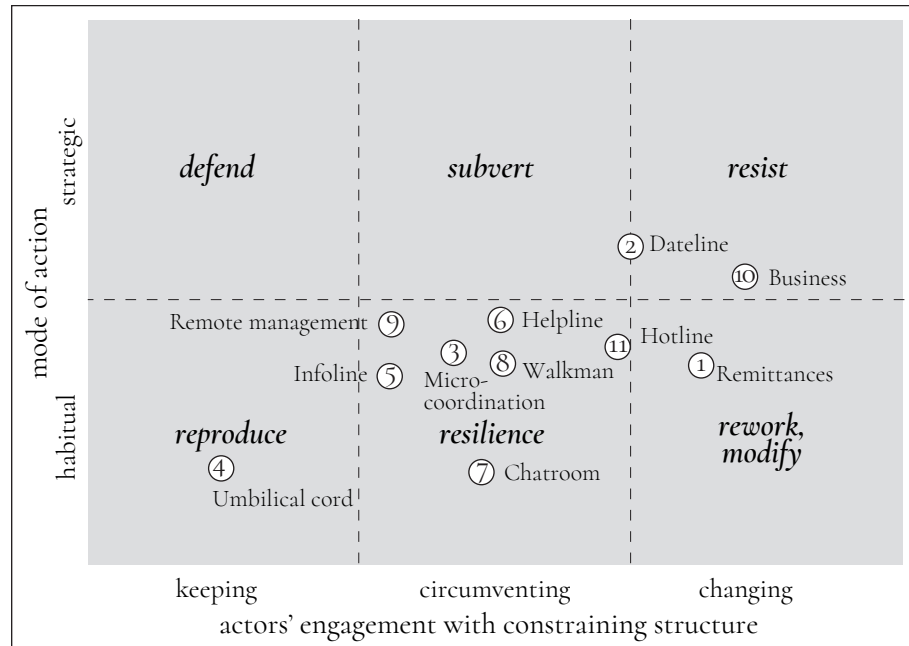 strategic
mode of action
habitual
defend
subvert
resist
2 Dateline
10 Business
Remote management 9
6 Helpline
11 Hotline
3 Micro-
coordination
8 Walkman
1 Remittances
Infoline 5
reproduce
resilience
rework,
modify
4
Umbilical cord
7 Chatroom
keeping
circumventing
changing
actors’ engagement with constraining structure